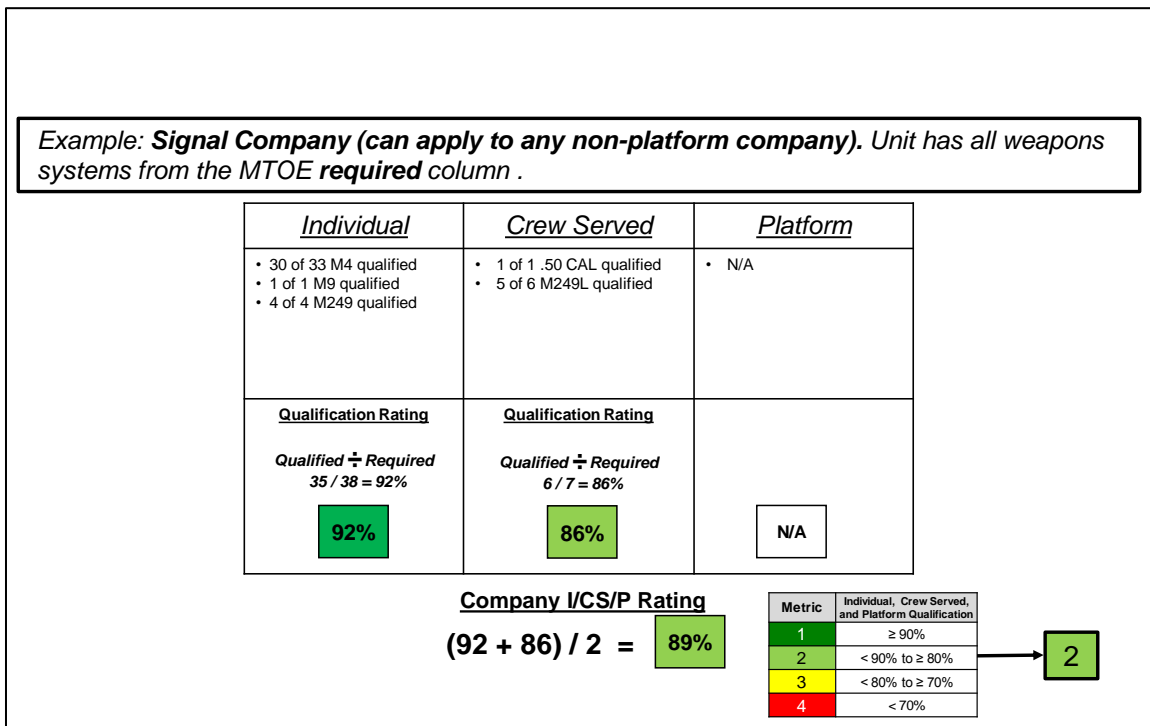 Example: Signal Company (can apply to any non-platform company). Unit has all weapons
systems from the MTOE required column .
Individual
Crew Served
Platform
• 30 of 33 M4 qualified
• 1 of 1 M9 qualified
• 4 of 4 M249 qualified
• 1 of 1 .50 CAL qualified
• 5 of 6 M249L qualified
• N/A
Qualification Rating
Qualified ÷ Required
35 / 38 = 92%
92%
Qualification Rating
Qualified ÷ Required
6 / 7 = 86%
86%
N/A
Company I/CS/P Rating
(92 + 86) / 2 = 89%
Metric
Individual, Crew Served,
and Platform Qualification
1 ≥ 90%
2 < 90% to ≥ 80%
3 < 80% to ≥ 70%
4 < 70%
2